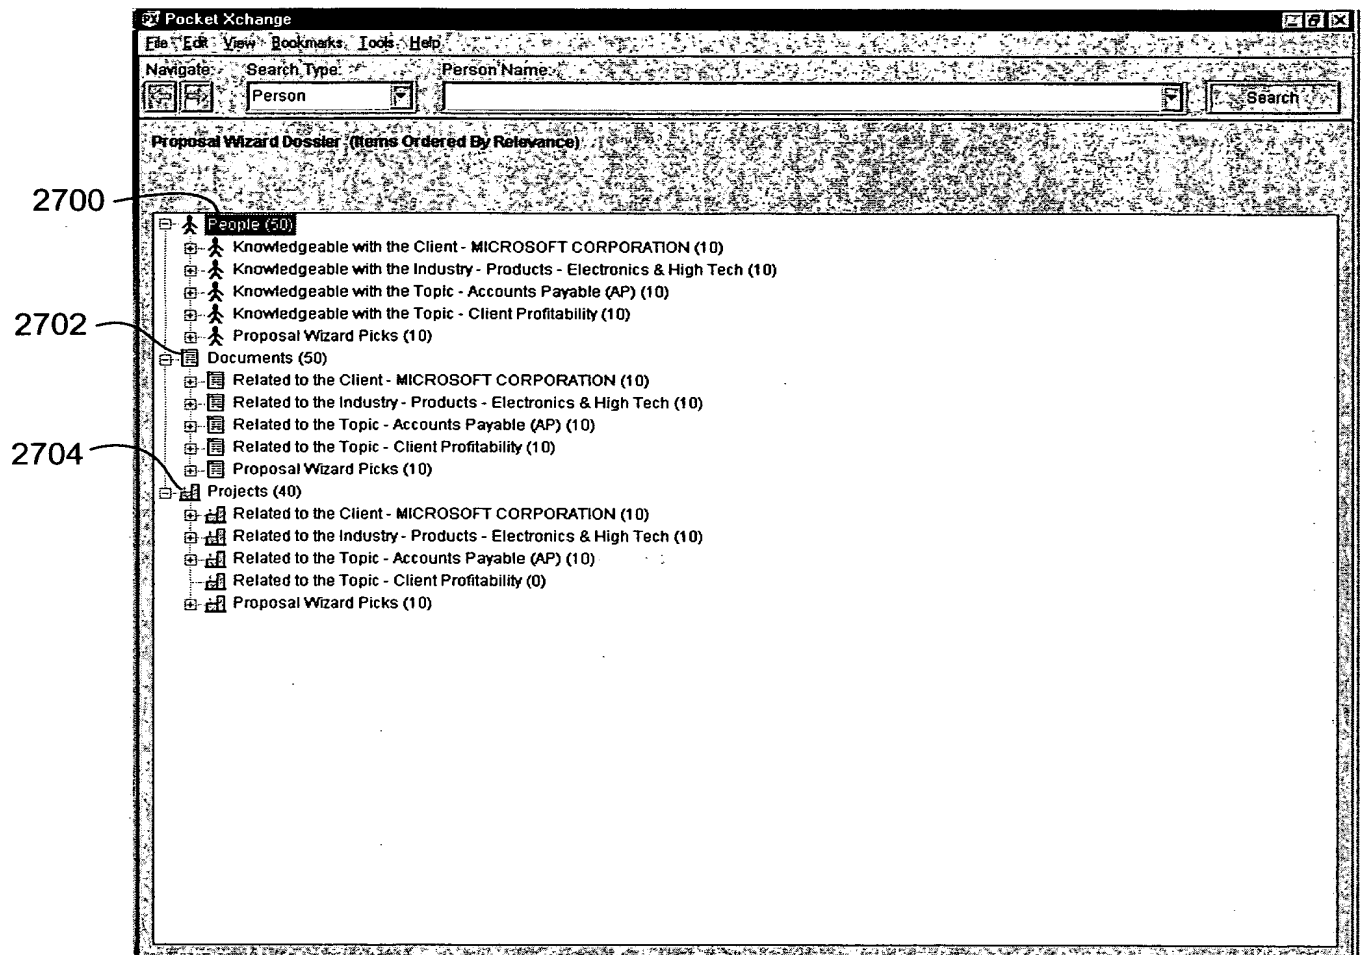 Pocket Xchange
File Edit View Bookmarks Tools Help
Navigate: Search Type: Person Name:
Person Search
Proposal Wizard Dossier (Items Ordered By Relevance)
2700
People (50)
Knowledgeable with the Client - MICROSOFT CORPORATION (10)
Knowledgeable with the Industry - Products - Electronics & High Tech (10)
Knowledgeable with the Topic - Accounts Payable (AP) (10)
Knowledgeable with the Topic - Client Profitability (10)
2702
Proposal Wizard Picks (10)
Documents (50)
Related to the Client - MICROSOFT CORPORATION (10)
Related to the Industry - Products - Electronics & High Tech (10)
Related to the Topic - Accounts Payable (AP) (10)
Related to the Topic - Client Profitability (10)
2704
Proposal Wizard Picks (10)
Projects (40)
Related to the Client - MICROSOFT CORPORATION (10)
Related to the Industry - Products - Electronics & High Tech (10)
Related to the Topic - Accounts Payable (AP) (10)
Related to the Topic - Client Profitability (0)
Proposal Wizard Picks (10)